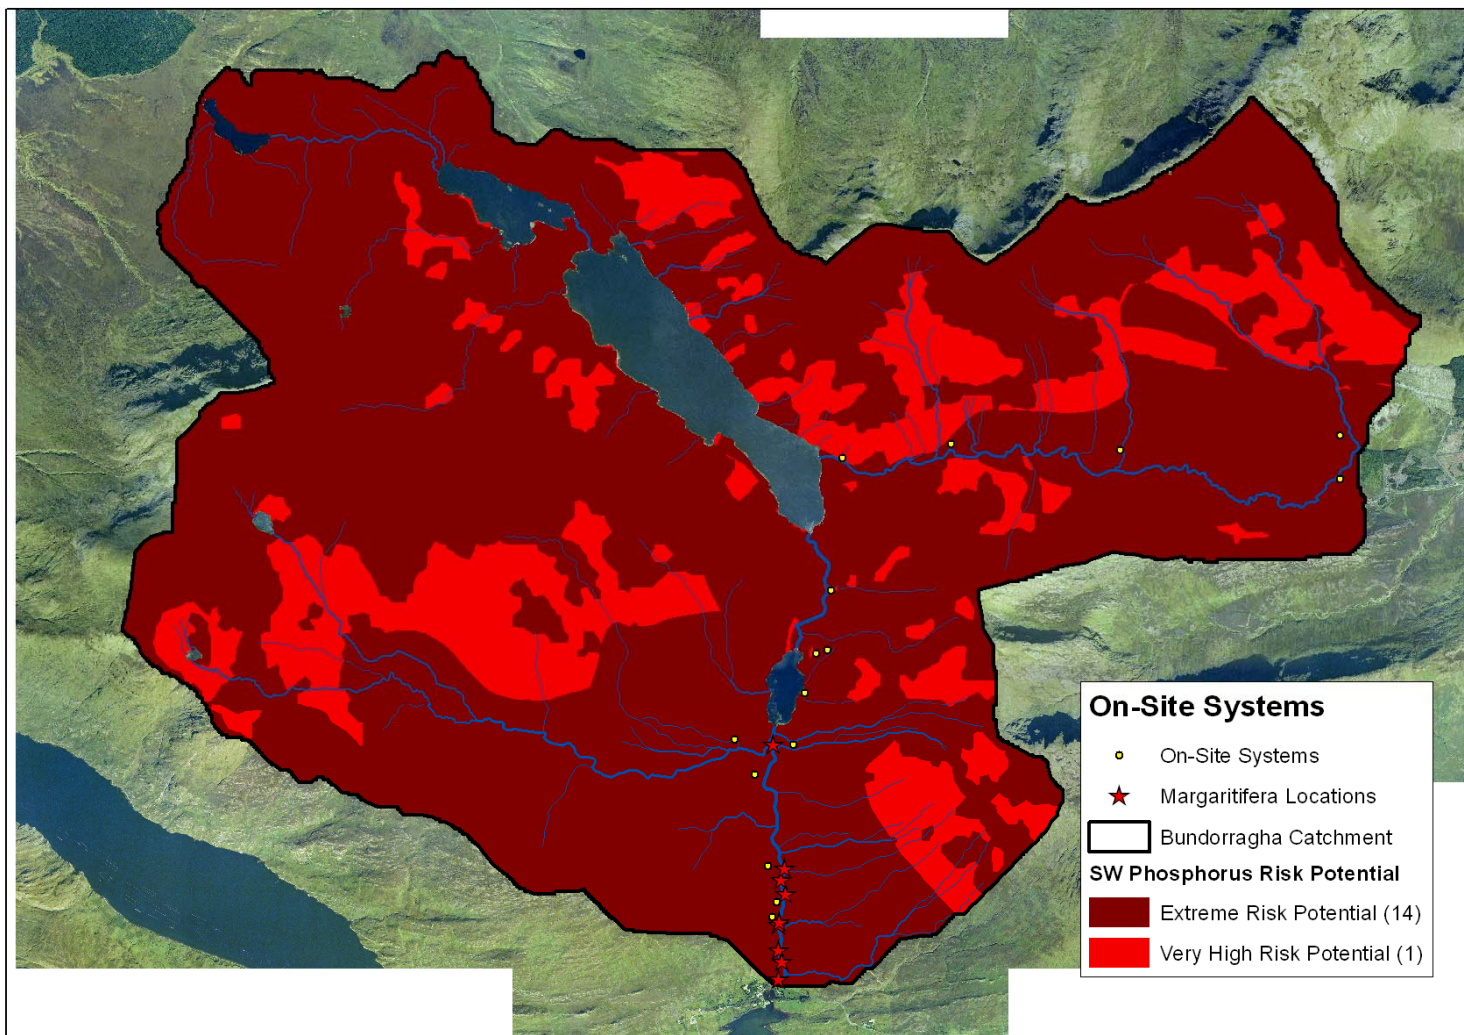 On-Site Systems
On-Site Systems
Margaritifera Locations
Bundorragha Catchment
SW Phosphorus Risk Potential
Extreme Risk Potential (14)
Very High Risk Potential (1)